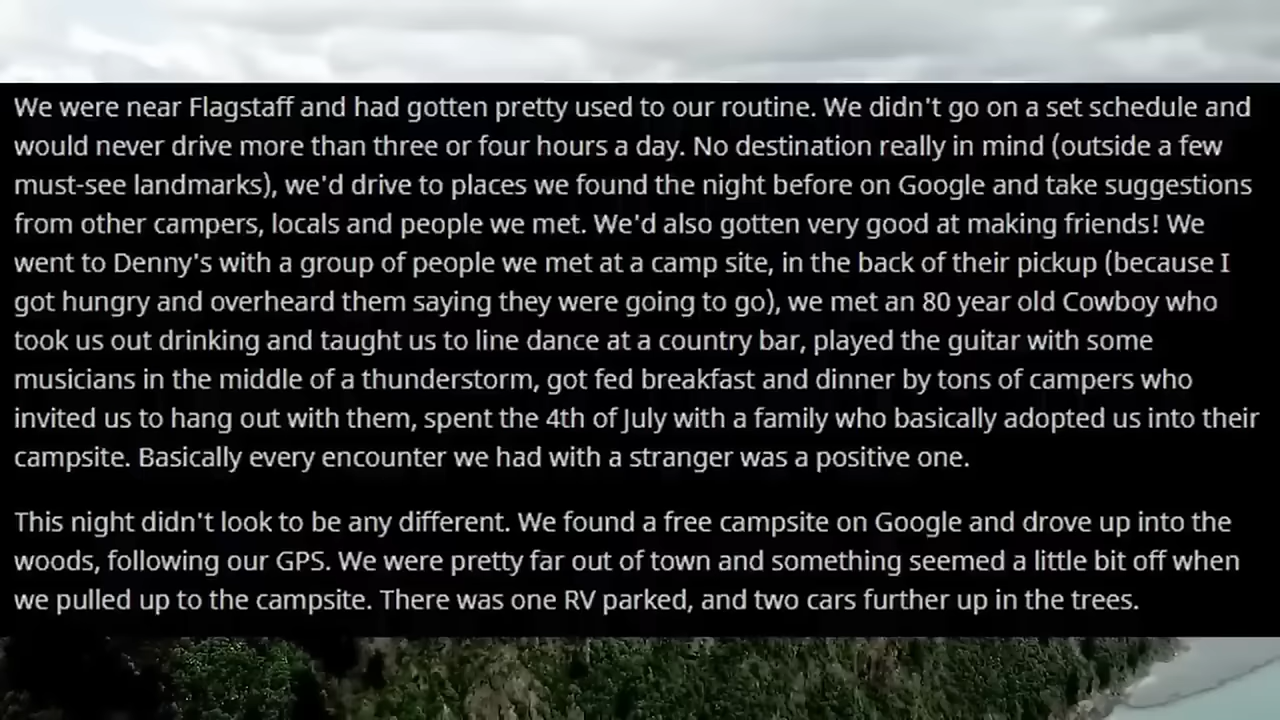 We were near Flagstaff and had gotten pretty used to our routine. We didn't go on a set schedule and
would never drive more than three or four hours a day. No destination really in mind (outside a few
must-see landmarks), we'd drive to places we found the night before on Google and take suggestions
from other campers, locals and people we met. We'd also gotten very good at making friends! We
went to Denny's with a group of people we met at a camp site, in the back of their pickup (because I
got hungry and overheard them saying they were going to go), we met an 80 year old Cowboy who
took us out drinking and taught us to line dance at a country bar, played the guitar with some
musicians in the middle of a thunderstorm, got fed breakfast and dinner by tons of campers who
invited us to hang out with them, spent the 4th of July with a family who basically adopted us into their
campsite. Basically every encounter we had with a stranger was a positive one.
This night didn't look to be any different. We found a free campsite on Google and drove up into the
woods, following our GPS. We were pretty far out of town and something seemed a little bit off when
we pulled up to the campsite. There was one RV parked, and two cars further up in the trees.